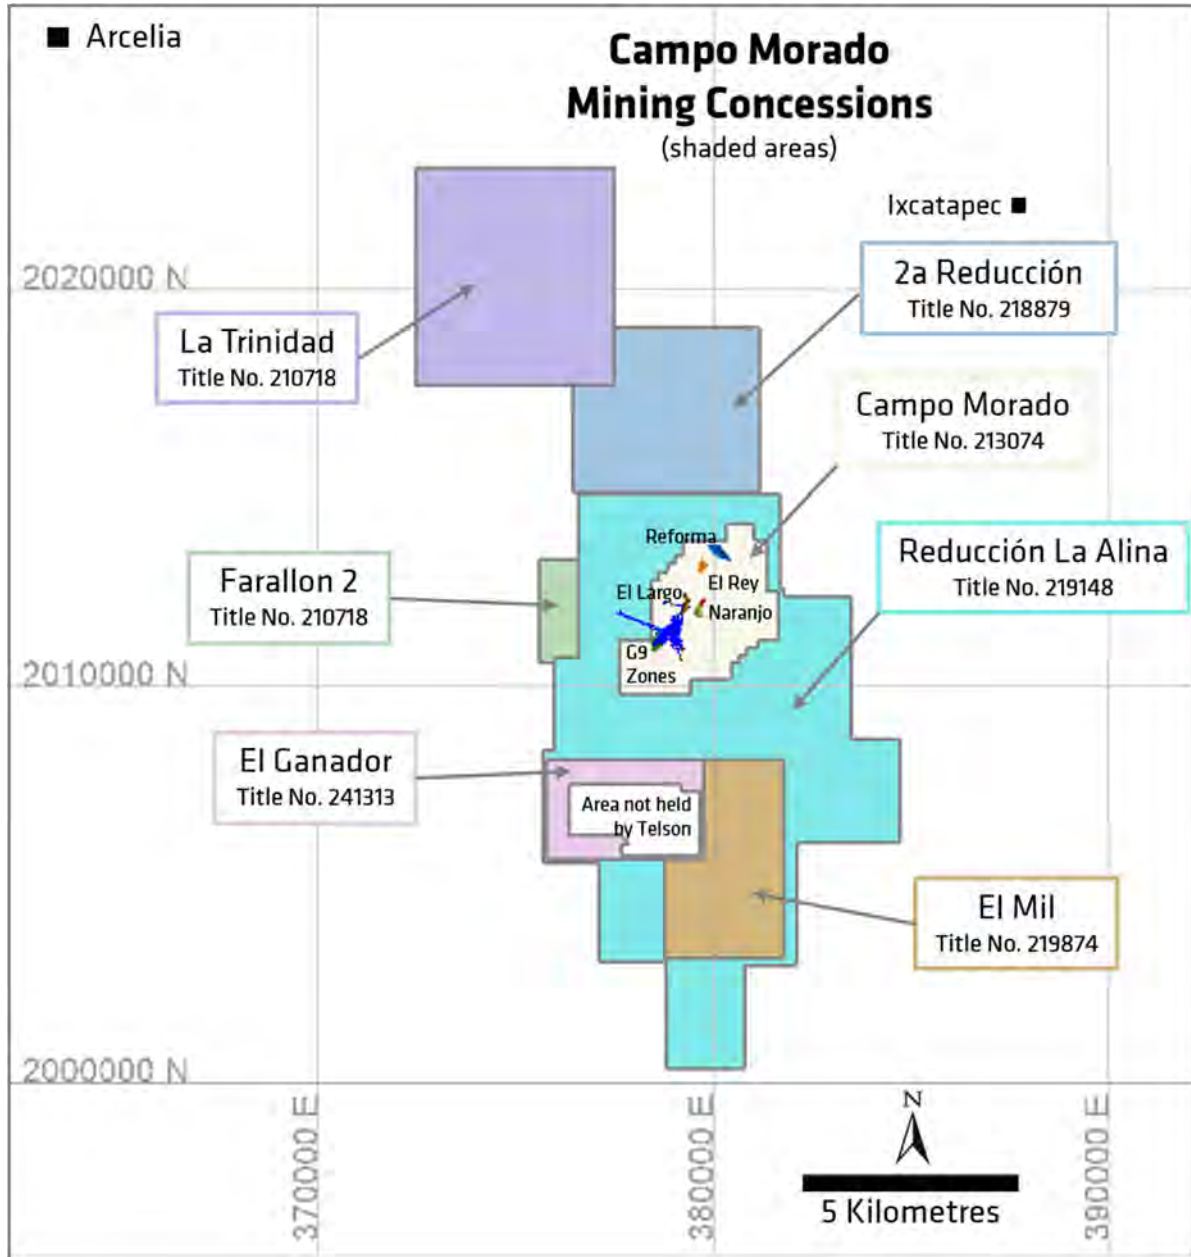 Arcelia
Campo Morado
Mining Concessions
(shaded areas)
Ixcatapec
2020000 N
2a Reducción
Title No. 218879
La Trinidad
Title No. 210718
Campo Morado
Title No. 213074
Reforma
Reducción La Alina
Title No. 219148
Farallon 2
Title No. 210718
El Largo
El Rey
Naranjo
G9
Zones
2010000 N
El Ganador
Title No. 241313
Area not held
by Telson
El Mil
Title No. 219874
2000000 N
370000 E
380000 E
390000 E
N
5 Kilometres